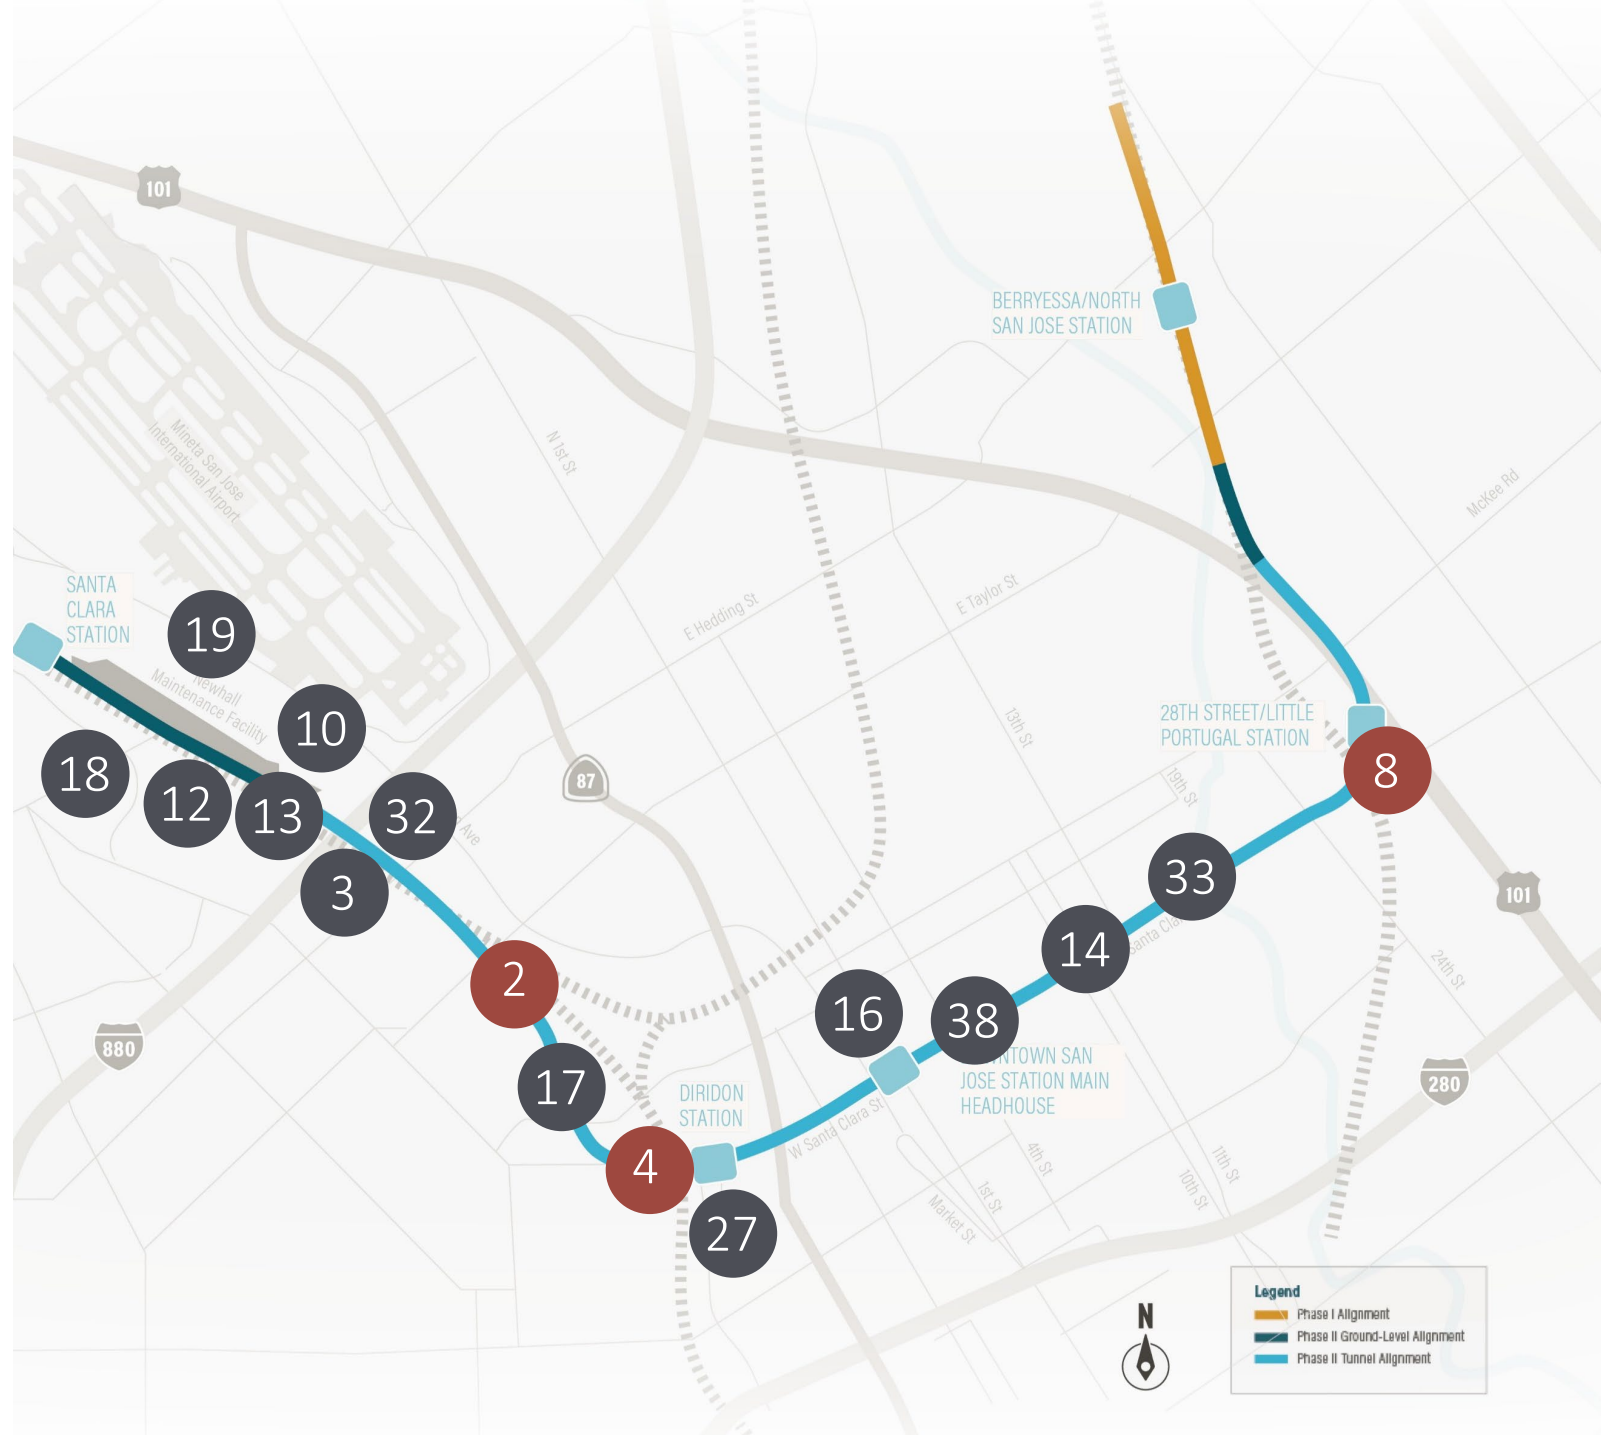 101
BERRYESSA/NORTH
SAN JOSE STATION
Mineta San Jose
International Airport
N 1st St
McKee Rd
E Hedding St
E Taylor St
SANTA
CLARA
STATION
19
Newhall
Maintenance Facility
10
18
12
13
32
Ave
3
87
13th St
28TH STREET/LITTLE
PORTUGAL STATION
8
19th St
33
101
14
Santa Cla
24th St
2
16
38
NTOWN SAN
JOSE STATION MAIN
HEADHOUSE
880
17
280
DIRIDON
STATION
W Santa Clara St
4
27
4th St
11th St
10th St
1st St
Market St
N
Legend
Phase I Alignment
Phase II Ground-Level Alignment
Phase II Tunnel Alignment